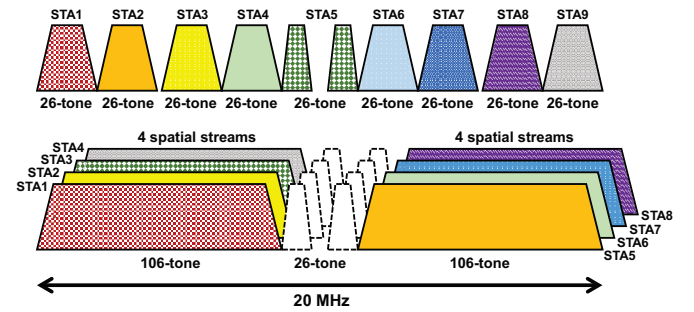 STA1 STA2 STA3 STA4 STA5 STA6 STA7 STA8 STA9
26-tone 26-tone 26-tone 26-tone 26-tone 26-tone 26-tone 26-tone 26-tone
4 spatial streams 4 spatial streams
STA4
STA3
STA2
STA1
STA8
STA7
STA6
STA5
106-tone 26-tone 106-tone
20 MHz